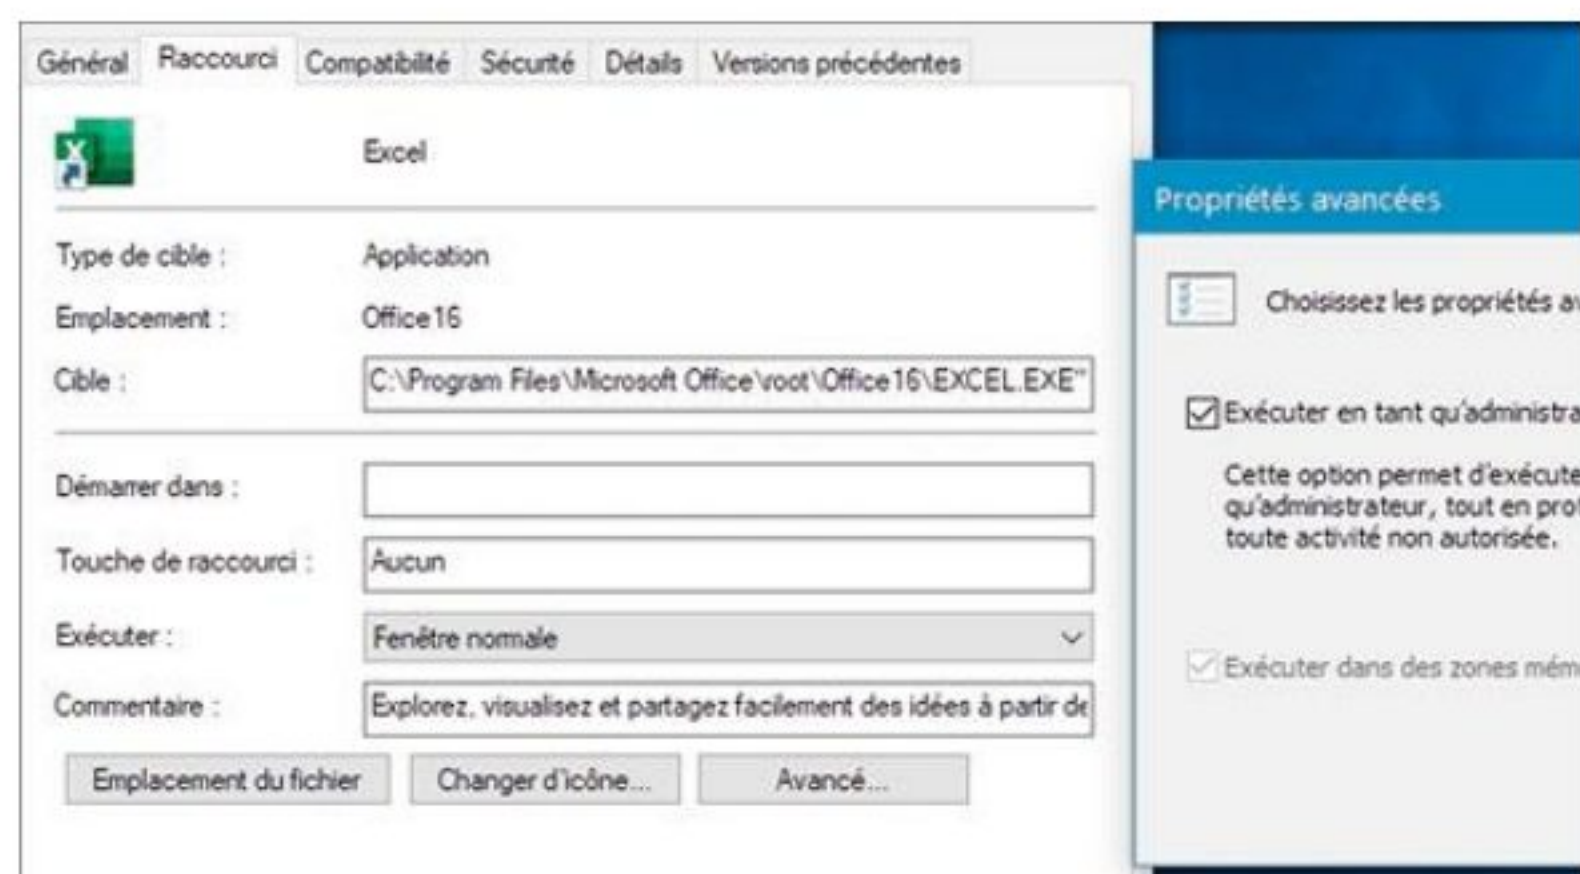 Général Raccourci Compatibilité Sécurité Détails Versions précédentes
Excel
Type de cible : Application
Emplacement : Office16
Cible : C:\Program Files\Microsoft Office\root\Office16\EXCEL.EXE"
Démarrer dans :
Touche de raccourci : Aucun
Exécuter : Fenêtre normale
Commentaire : Explorez, visualisez et partagez facilement des idées à partir de
Emplacement du fichier Changer d'icône... Avancé...
Propriétés avancées
Choisissez les propriétés av
Exécuter en tant qu'administra
Cette option permet d'exécute
qu'administrateur, tout en prot
toute activité non autorisée.
Exécuter dans des zones mém